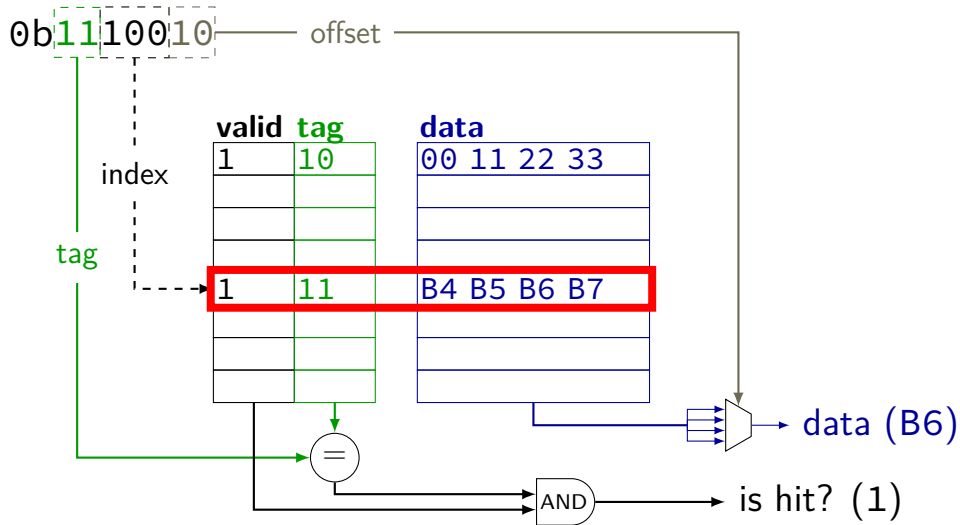 0b1110010
offset
valid tag data
1 10 00 11 22 33
index
tag
1 11 B4 B5 B6 B7
data (B6)
=
AND
is hit? (1)